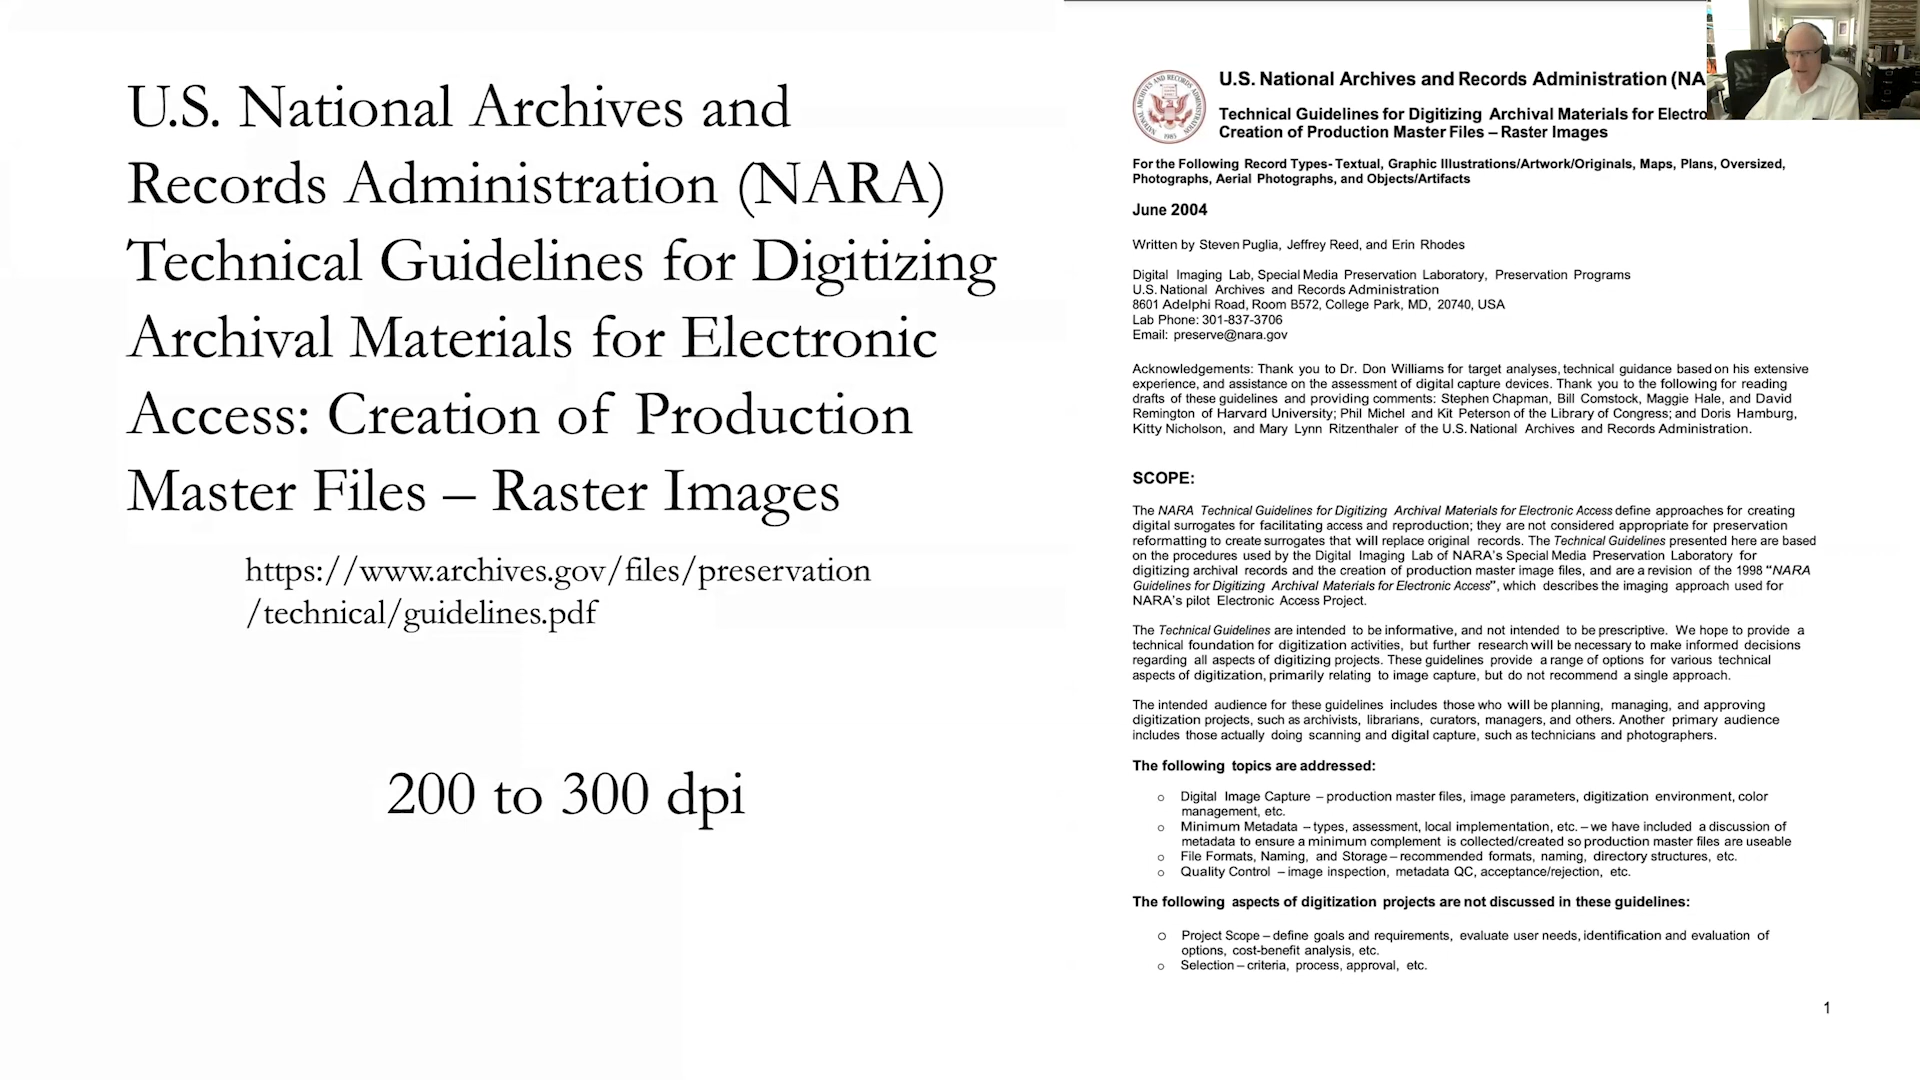 U.S. National Archives and
Records Administration (NARA)
Technical Guidelines for Digitizing
Archival Materials for Electronic
Access: Creation of Production
Master Files – Raster Images
https://www.archives.gov/files/preservation
/technical/guidelines.pdf
200 to 300 dpi
U.S. National Archives and Records Administration (NA
Technical Guidelines for Digitizing Archival Materials for Electro
Creation of Production Master Files – Raster Images
For the Following Record Types- Textual, Graphic Illustrations/Artwork/Originals, Maps, Plans, Oversized,
Photographs, Aerial Photographs, and Objects/Artifacts
June 2004
Written by Steven Puglia, Jeffrey Reed, and Erin Rhodes
Digital Imaging Lab, Special Media Preservation Laboratory, Preservation Programs
U.S. National Archives and Records Administration
8601 Adelphi Road, Room B572, College Park, MD, 20740, USA
Lab Phone: 301-837-3706
Email: preserve@nara.gov
Acknowledgements: Thank you to Dr. Don Williams for target analyses, technical guidance based on his extensive
experience, and assistance on the assessment of digital capture devices. Thank you to the following for reading
drafts of these guidelines and providing comments: Stephen Chapman, Bill Comstock, Maggie Hale, and David
Remington of Harvard University; Phil Michel and Kit Peterson of the Library of Congress; and Doris Hamburg,
Kitty Nicholson, and Mary Lynn Ritzenthaler of the U.S. National Archives and Records Administration.
SCOPE:
The NARA Technical Guidelines for Digitizing Archival Materials for Electronic Access define approaches for creating
digital surrogates for facilitating access and reproduction; they are not considered appropriate for preservation
reformatting to create surrogates that will replace original records. The Technical Guidelines presented here are based
on the procedures used by the Digital Imaging Lab of NARA's Special Media Preservation Laboratory for
digitizing archival records and the creation of production master image files, and are a revision of the 1998 "NARA
Guidelines for Digitizing Archival Materials for Electronic Access", which describes the imaging approach used for
NARA's pilot Electronic Access Project.
The Technical Guidelines are intended to be informative, and not intended to be prescriptive. We hope to provide a
technical foundation for digitization activities, but further research will be necessary to make informed decisions
regarding all aspects of digitizing projects. These guidelines provide a range of options for various technical
aspects of digitization, primarily relating to image capture, but do not recommend a single approach.
The intended audience for these guidelines includes those who will be planning, managing, and approving
digitization projects, such as archivists, librarians, curators, managers, and others. Another primary audience
includes those actually doing scanning and digital capture, such as technicians and photographers.
The following topics are addressed:
o Digital Image Capture – production master files, image parameters, digitization environment, color
management, etc.
o Minimum Metadata – types, assessment, local implementation, etc. – we have included a discussion of
metadata to ensure a minimum complement is collected/created so production master files are useable
o File Formats, Naming, and Storage – recommended formats, naming, directory structures, etc.
o Quality Control – image inspection, metadata QC, acceptance/rejection, etc.
The following aspects of digitization projects are not discussed in these guidelines:
o Project Scope – define goals and requirements, evaluate user needs, identification and evaluation of
options, cost-benefit analysis, etc.
o Selection – criteria, process, approval, etc.
1